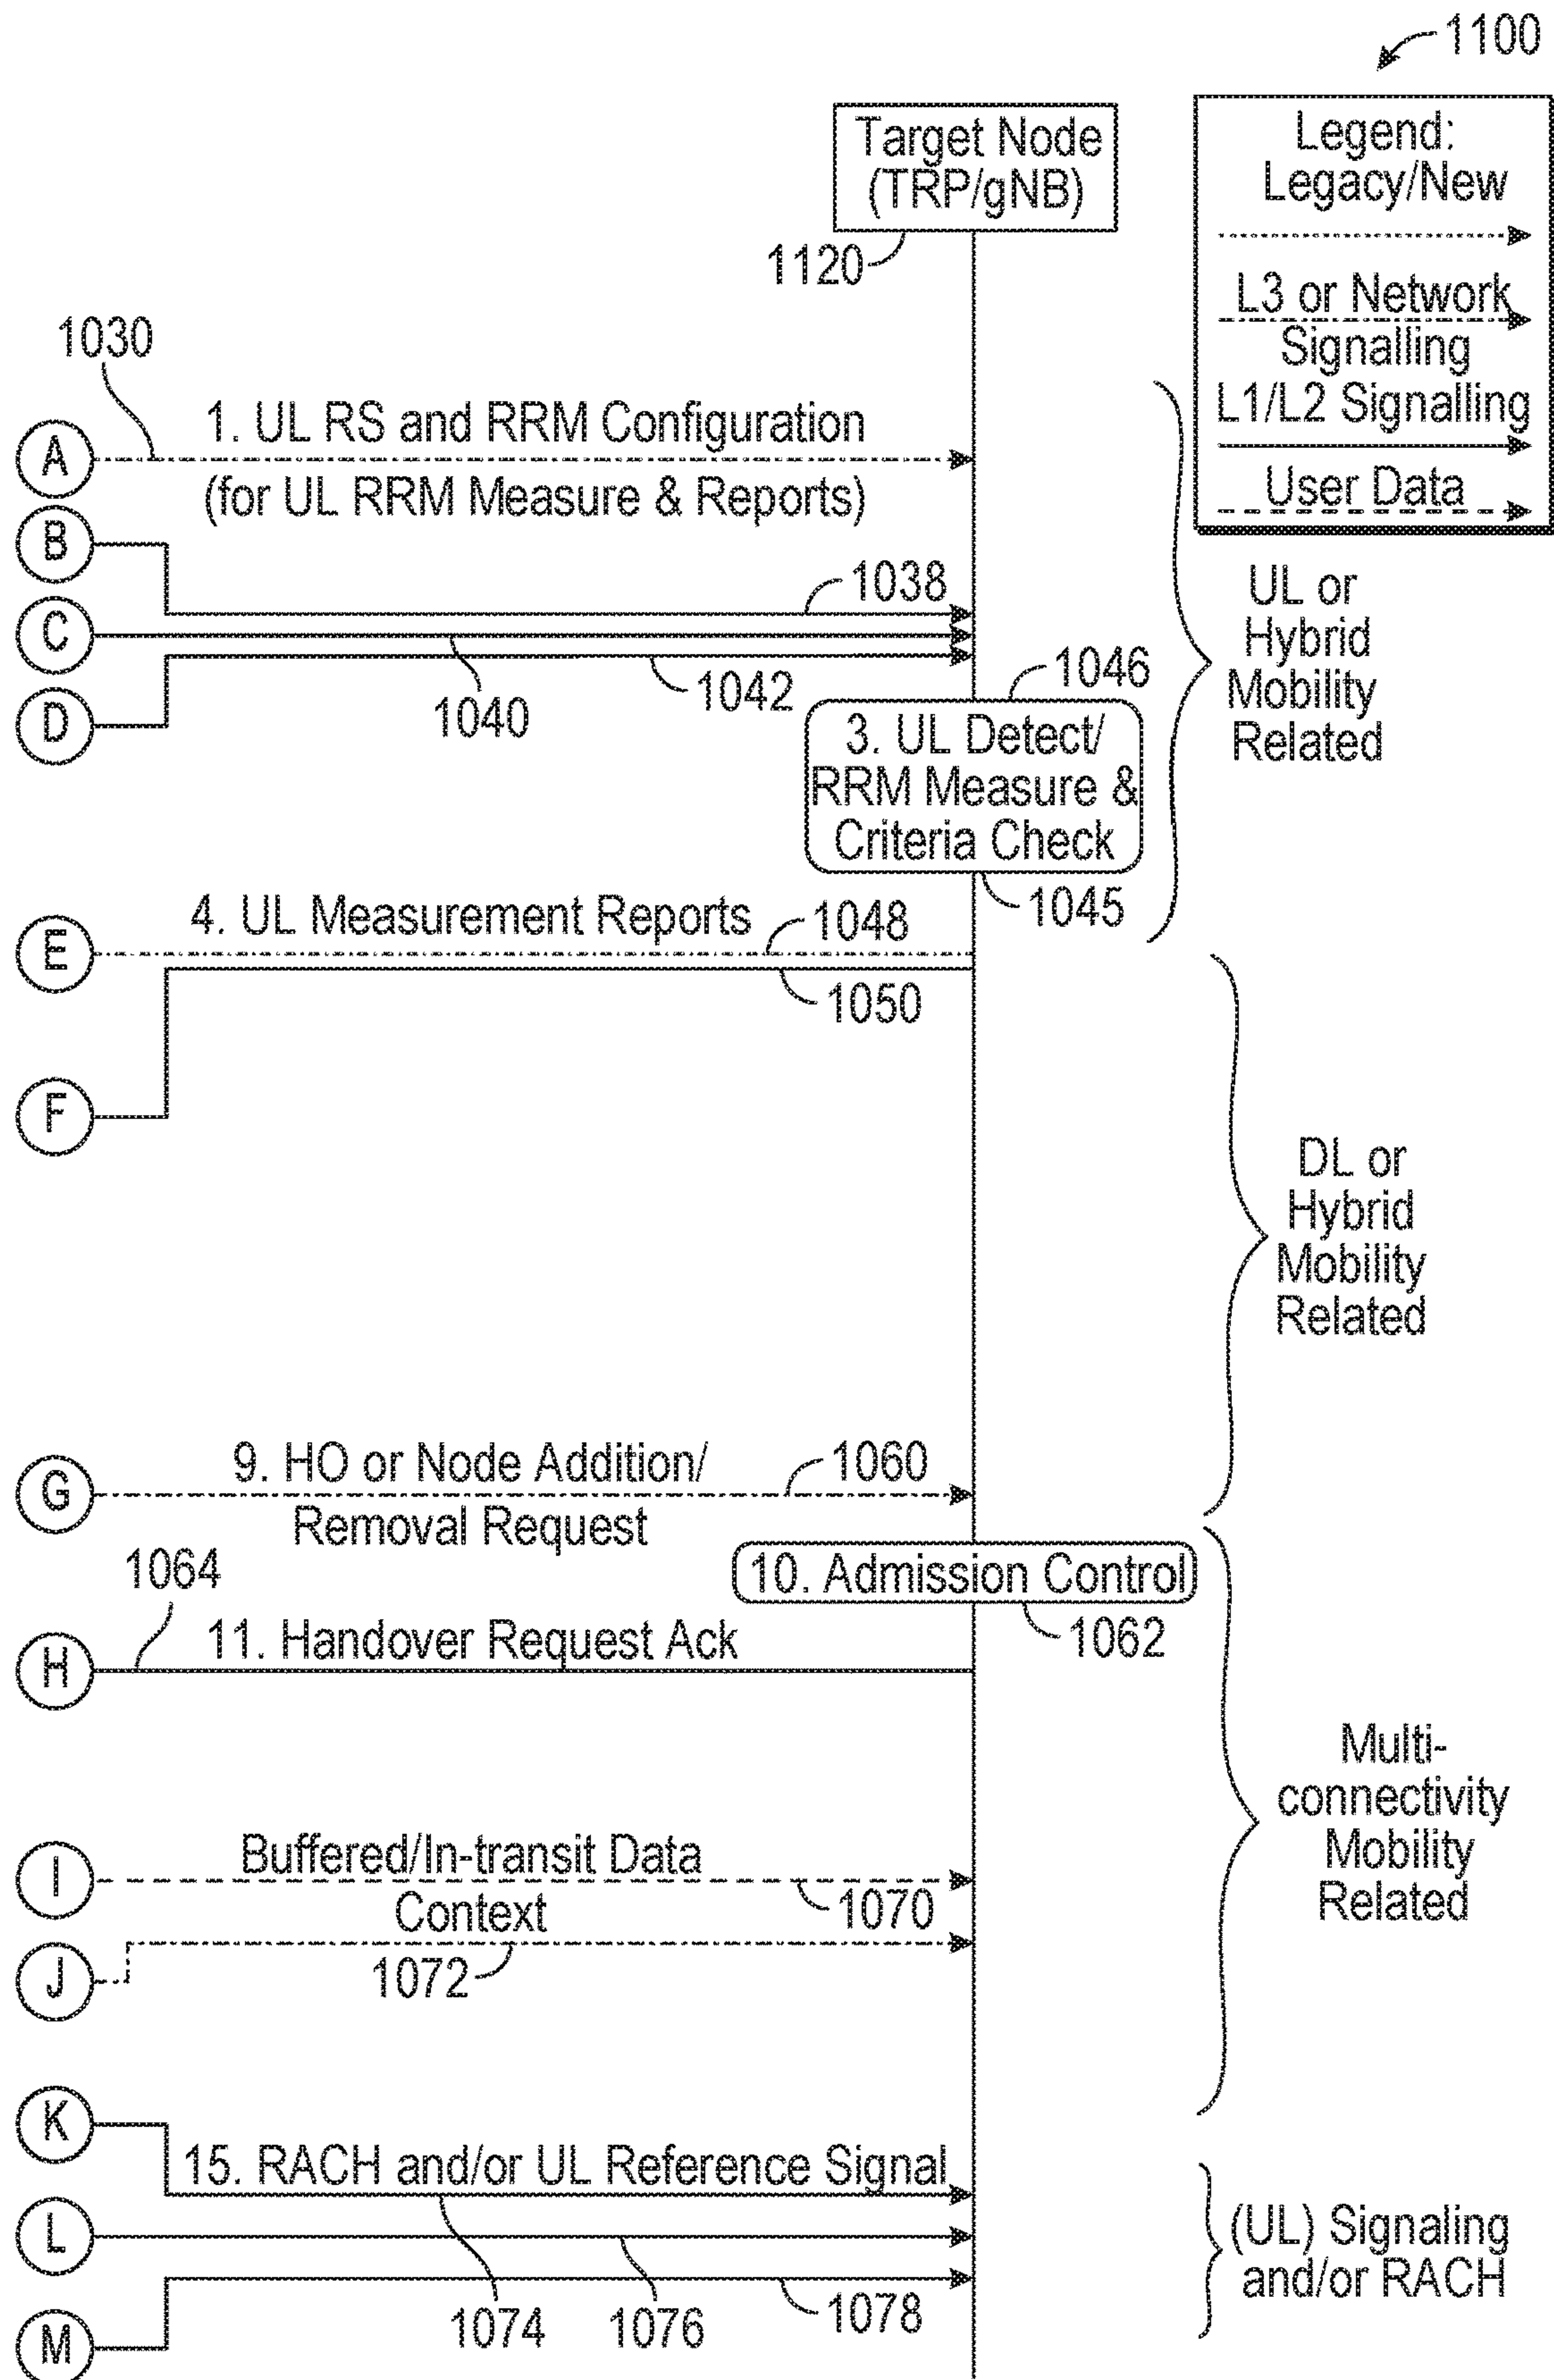 1100
Target Node
(TRP/gNB)
1120
Legend:
Legacy/New
L3 or Network
Signalling
L1/L2 Signalling
User Data
1030
A
1. UL RS and RRM Configuration
(for UL RRM Measure & Reports)
B
1038
C
1040
1042
D
1046
3. UL Detect/
RRM Measure &
Criteria Check
1045
UL or
Hybrid
Mobility
Related
E
4. UL Measurement Reports
1048
1050
F
DL or
Hybrid
Mobility
Related
G
9. HO or Node Addition/
Removal Request
1060
10. Admission Control
1062
1064
H
11. Handover Request Ack
Multi-
connectivity
Mobility
Related
I
Buffered/In-transit Data
1070
Context
J
1072
K
15. RACH and/or UL Reference Signal
L
M
1074
1076
1078
(UL) Signaling
and/or RACH